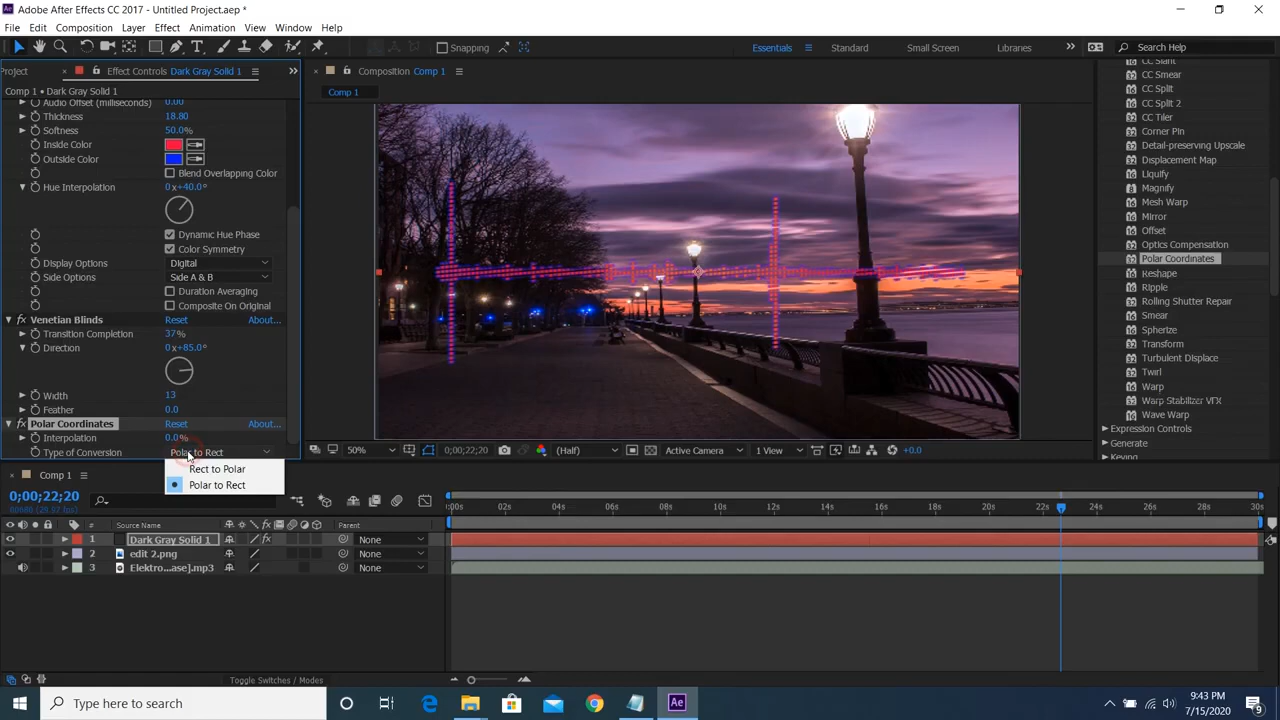 Adobe After Effects CC 2017 - Untitled Project.aep *
File Edit Composition Layer Effect Animation View Window Help
Snapping
Essentials Standard Small Screen Libraries Search Help
Project Effect Controls Dark Gray Solid 1
Comp 1 • Dark Gray Solid 1
Audio Offset (milliseconds) 0.00
Thickness 18.80
Softness 50.0%
Inside Color
Outside Color
Blend Overlapping Color
Hue Interpolation 0x+40.0°
Dynamic Hue Phase
Color Symmetry
Display Options Digital
Side Options Side A & B
Duration Averaging
Composite On Original
Venetian Blinds Reset About...
Transition Completion 37%
Direction 0x+85.0°
Width 13
Feather 0.0
Polar Coordinates Reset About...
Interpolation 0.0%
Type of Conversion Polar to Rect
Rect to Polar
Polar to Rect
Composition Comp 1
Comp 1
50% 0;00;22;20 (Half) Active Camera 1 View +0.0
CC Slant
CC Smear
CC Split
CC Split 2
CC Tiler
Corner Pin
Detail-preserving Upscale
Displacement Map
Liquify
Magnify
Mesh Warp
Mirror
Offset
Optics Compensation
Polar Coordinates
Reshape
Ripple
Rolling Shutter Repair
Smear
Spherize
Transform
Turbulent Displace
Twirl
Warp
Warp Stabilizer VFX
Wave Warp
Expression Controls
Generate
Keying
Comp 1
0;00;22;20
00680 (29.97 fps)
# Source Name Parent
:00s 02s 04s 06s 08s 10s 12s 14s 16s 18s 20s 22s 24s 26s 28s 30s
1 Dark Gray Solid 1 None
2 edit 2.png None
3 Elektro...ase].mp3 None
Toggle Switches / Modes
Type here to search
Ae
9:43 PM
7/15/2020
9